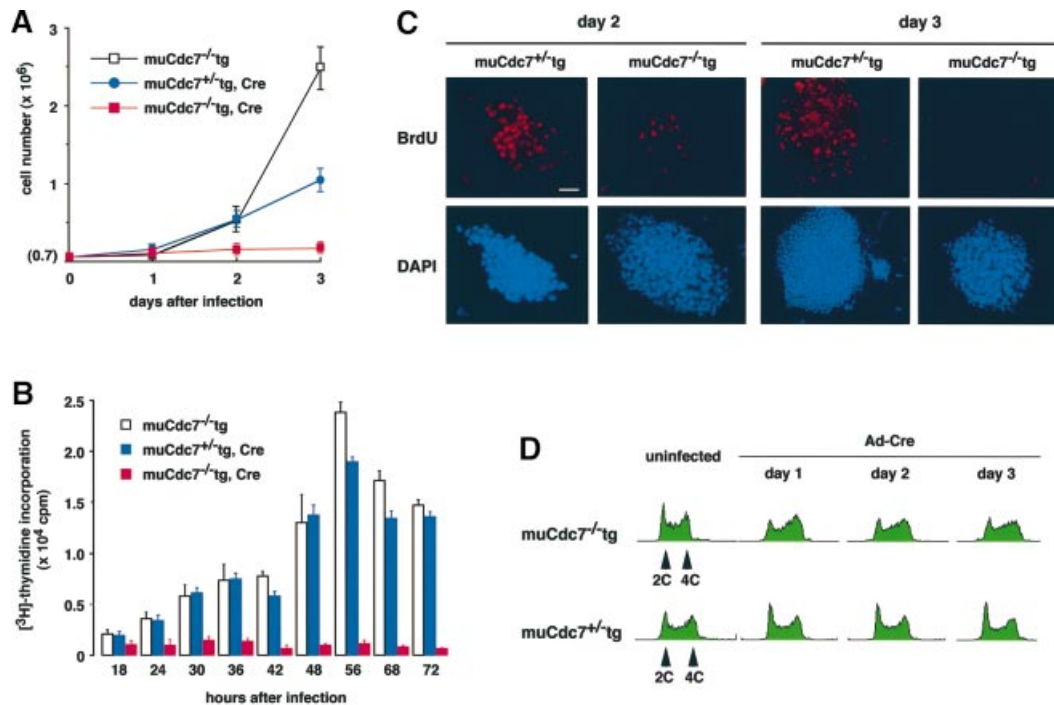 A
3
2
1
(0.7)
cell number (x 10⁶)
muCdc7⁻/⁻tg
muCdc7⁺/⁻tg, Cre
muCdc7⁻/⁻tg, Cre
0 1 2 3
days after infection
B
2.5
2.0
1.5
1.0
0.5
0
[³H]-thymidine incorporation
(x 10⁴ cpm)
muCdc7⁻/⁻tg
muCdc7⁺/⁻tg, Cre
muCdc7⁻/⁻tg, Cre
18 24 30 36 42 48 56 68 72
hours after infection
C
day 2 day 3
muCdc7⁺/⁻tg muCdc7⁻/⁻tg muCdc7⁺/⁻tg muCdc7⁻/⁻tg
BrdU
DAPI
D
Ad-Cre
uninfected day 1 day 2 day 3
muCdc7⁻/⁻tg
2C 4C
muCdc7⁺/⁻tg
2C 4C